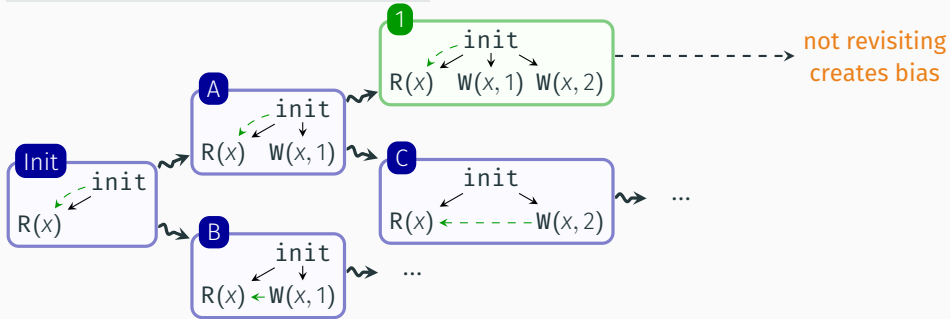 1
init
R(x) W(x, 1) W(x, 2)
not revisiting
creates bias
A
init
R(x) W(x, 1)
Init
init
R(x)
C
init
R(x) W(x, 2)
...
B
init
R(x) W(x, 1)
...